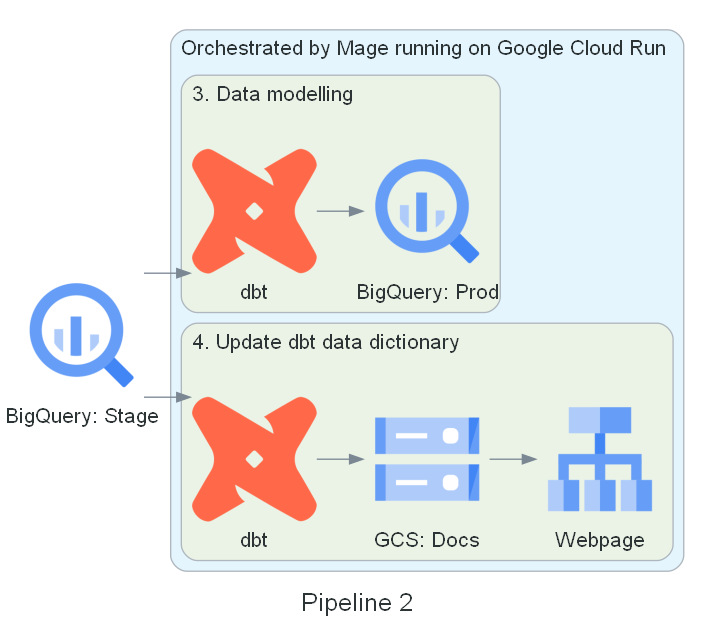 Orchestrated by Mage running on Google Cloud Run
3. Data modelling
dbt
BigQuery: Prod
BigQuery: Stage
4. Update dbt data dictionary
dbt
GCS: Docs
Webpage
Pipeline 2